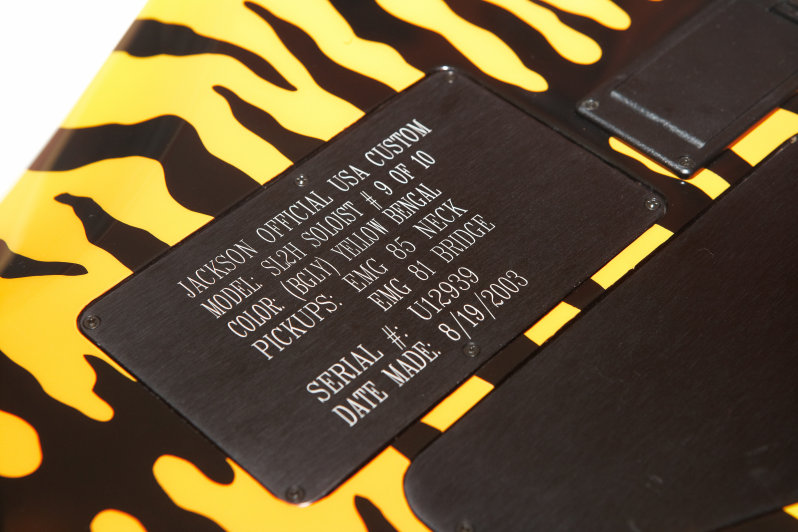 JACKSON OFFICIAL USA CUSTOM
MODEL: SL2H SOLOIST # 9 OF 10
COLOR: (BGLY) YELLOW BENGAL
PICKUPS: EMG 85 NECK
EMG 81 BRIDGE
SERIAL #: U12939
DATE MADE: 8/19/2003